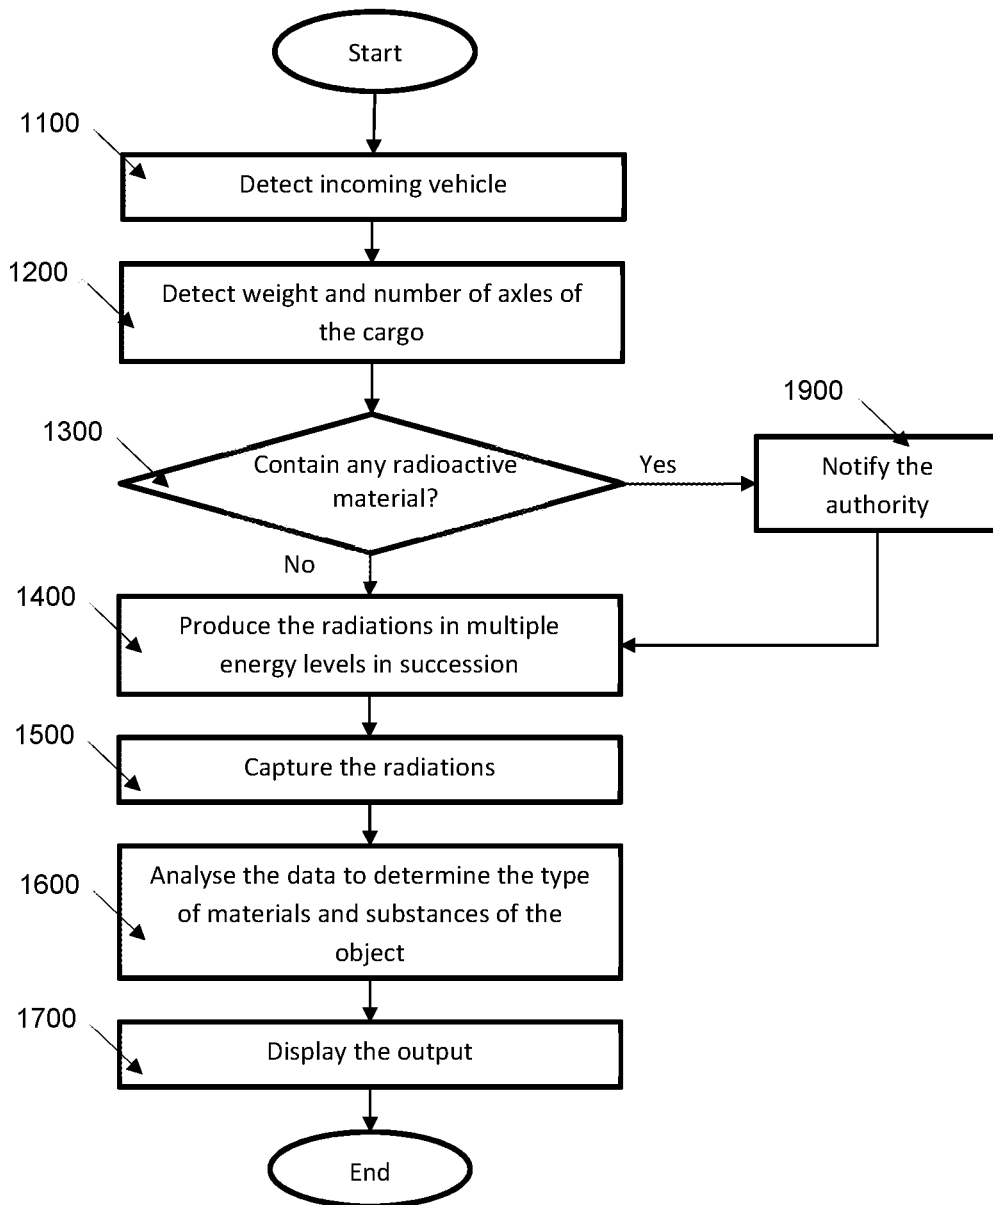 Start
1100
Detect incoming vehicle
1200
Detect weight and number of axles of
the cargo
1900
1300
Contain any radioactive
material?
Yes
Notify the
authority
No
1400
Produce the radiations in multiple
energy levels in succession
1500
Capture the radiations
1600
Analyse the data to determine the type
of materials and substances of the
object
1700
Display the output
End